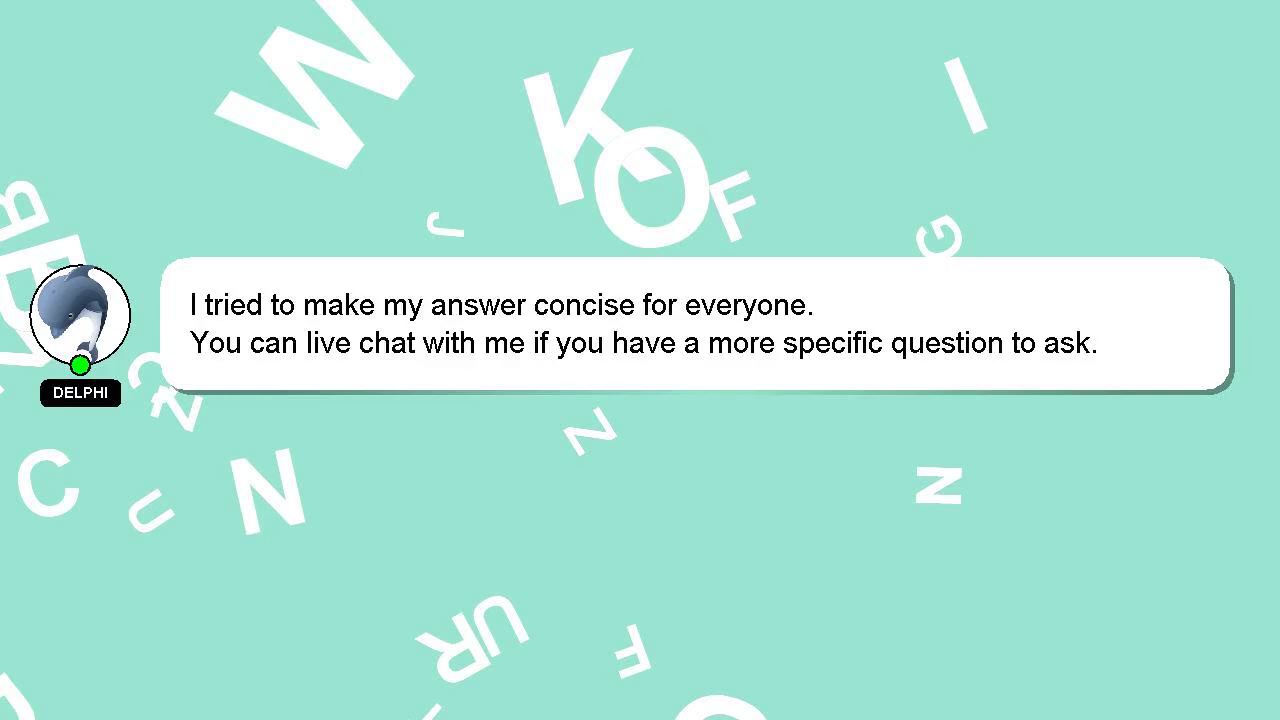 W
K
O
I
F
J
G
I tried to make my answer concise for everyone.
You can live chat with me if you have a more specific question to ask.
DELPHI
Z
N
C
N
U
N
U
R
F